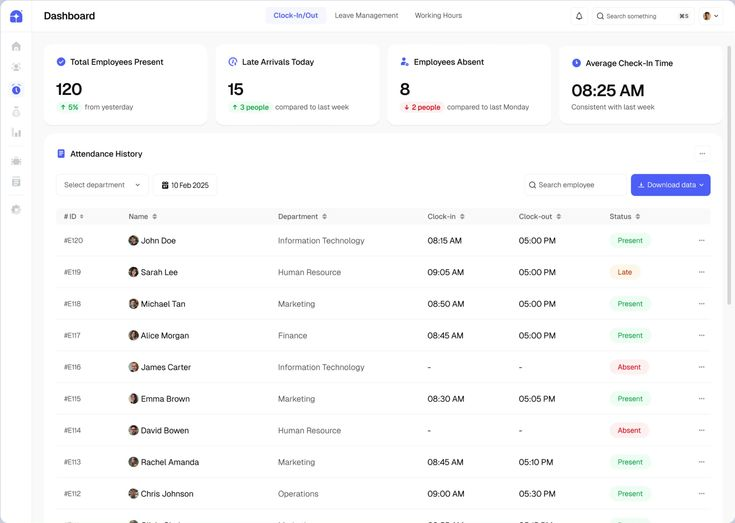 Dashboard
Clock-In/Out
Leave Management
Working Hours
Search something
⌘S
Total Employees Present
120
↑ 5% from yesterday
Late Arrivals Today
15
↑ 3 people compared to last week
Employees Absent
8
↓ 2 people compared to last Monday
Average Check-In Time
08:25 AM
Consistent with last week
Attendance History
Select department
10 Feb 2025
Search employee
Download data
# ID Name Department Clock-in Clock-out Status
#E120 John Doe Information Technology 08:15 AM 05:00 PM Present
#E119 Sarah Lee Human Resource 09:05 AM 05:00 PM Late
#E118 Michael Tan Marketing 08:50 AM 05:00 PM Present
#E117 Alice Morgan Finance 08:45 AM 05:00 PM Present
#E116 James Carter Information Technology - - Absent
#E115 Emma Brown Marketing 08:30 AM 05:05 PM Present
#E114 David Bowen Human Resource - - Absent
#E113 Rachel Amanda Marketing 08:45 AM 05:10 PM Present
#E112 Chris Johnson Operations 09:00 AM 05:30 PM Present